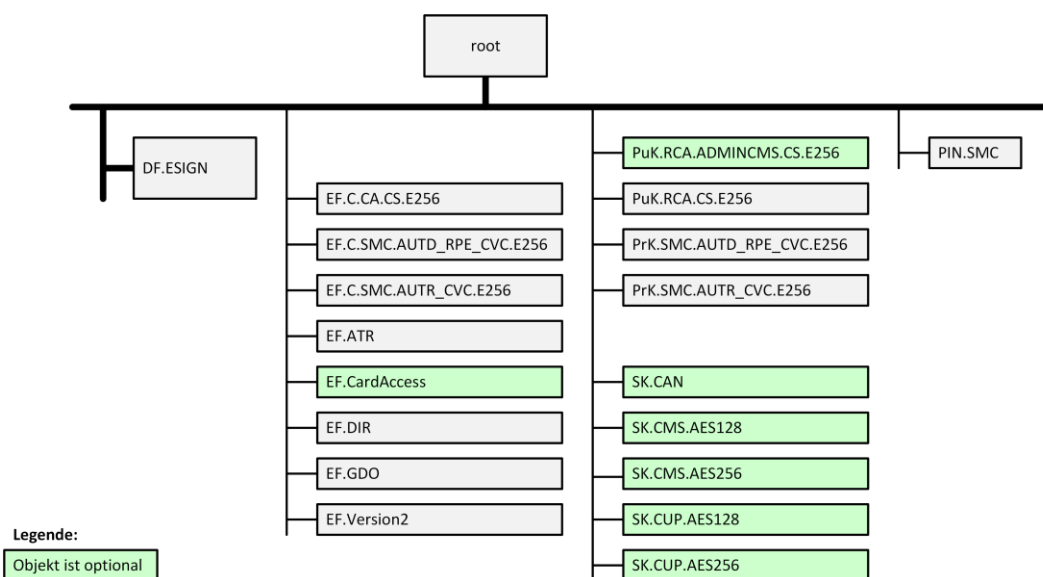 root
DF.ESIGN
EF.C.CA.CS.E256
EF.C.SMC.AUTD_RPE_CVC.E256
EF.C.SMC.AUTR_CVC.E256
EF.ATR
EF.CardAccess
EF.DIR
EF.GDO
EF.Version2
PuK.RCA.ADMINCMS.CS.E256
PuK.RCA.CS.E256
PrK.SMC.AUTD_RPE_CVC.E256
PrK.SMC.AUTR_CVC.E256
SK.CAN
SK.CMS.AES128
SK.CMS.AES256
SK.CUP.AES128
SK.CUP.AES256
PIN.SMC
Legende:
Objekt ist optional